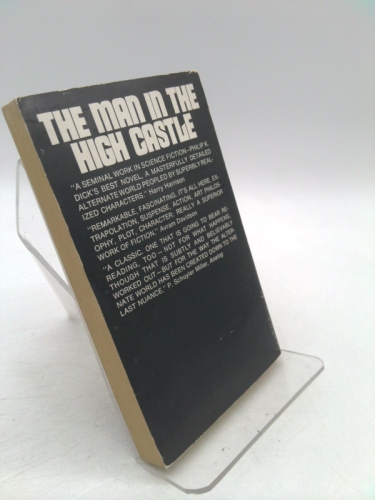 THE MAN IN THE
HIGH CASTLE
"A SEMINAL WORK IN SCIENCE FICTION—PHILIP K.
DICK'S BEST NOVEL. A MASTERFULLY DETAILED
ALTERNATE WORLD PEOPLED BY SUPERBLY REAL-
IZED CHARACTERS." Harry Harrison
"REMARKABLE, FASCINATING, IT'S ALL HERE, EX-
TRAPOLATION, SUSPENSE, ACTION, ART PHILOS-
OPHY, PLOT, CHARACTER. REALLY A SUPERIOR
WORK OF FICTION." Avram Davidson
"A CLASSIC ONE THAT IS GOING TO BEAR RE-
READING, TOO—NOT FOR WHAT HAPPENS,
THOUGH THAT IS SUBTLY AND BELIEVABLY
WORKED OUT—BUT FOR THE WAY THE ALTER-
NATE WORLD HAS BEEN CREATED DOWN TO THE
LAST NUANCE." P. Schuyler Miller, Analog